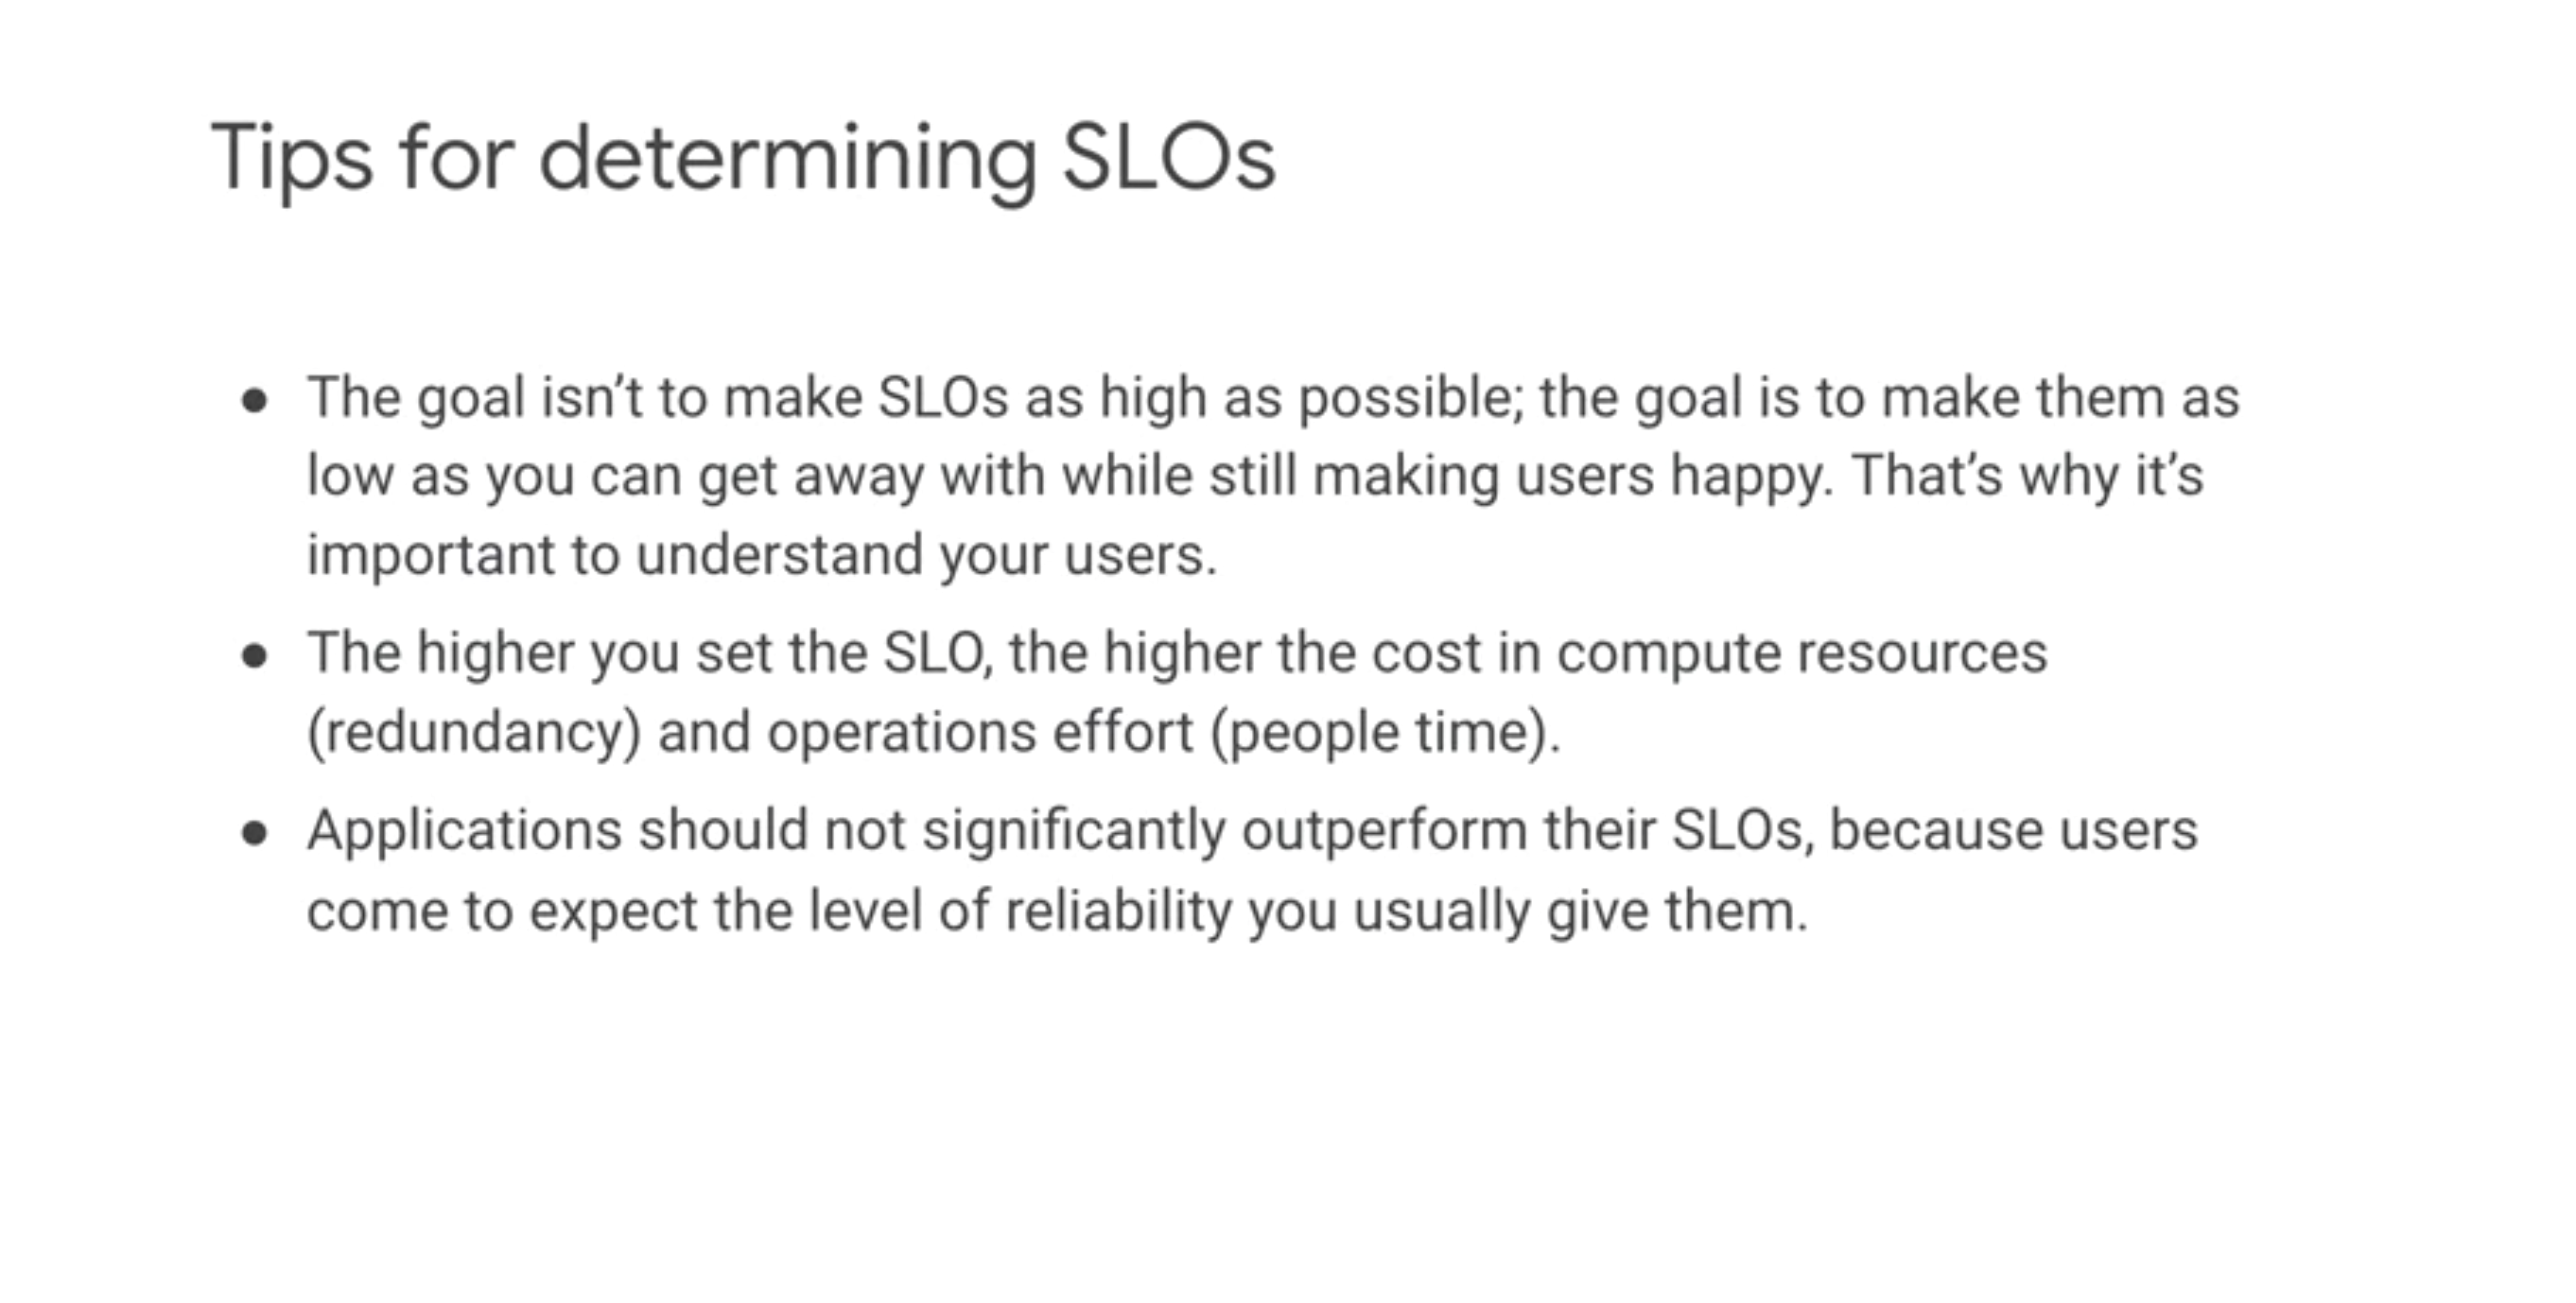 Tips for determining SLOs
● The goal isn’t to make SLOs as high as possible; the goal is to make them as
low as you can get away with while still making users happy. That’s why it’s
important to understand your users.
● The higher you set the SLO, the higher the cost in compute resources
(redundancy) and operations effort (people time).
● Applications should not significantly outperform their SLOs, because users
come to expect the level of reliability you usually give them.